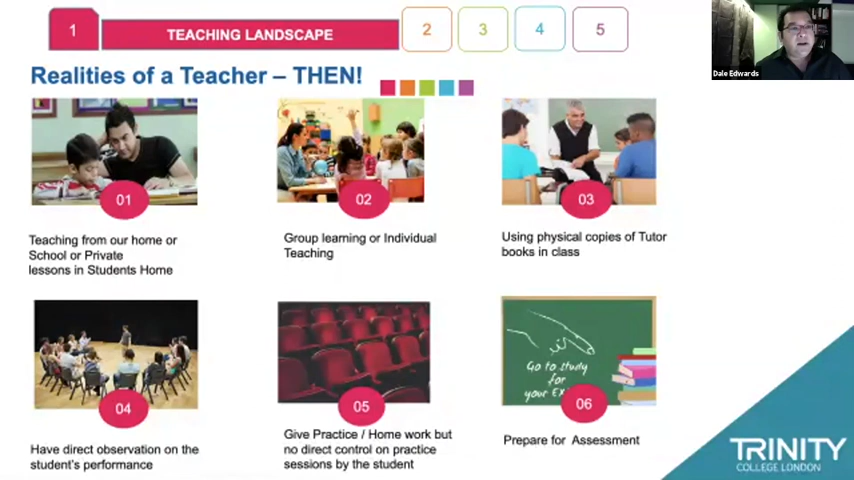 1
TEACHING LANDSCAPE
2
3
4
5
Dale Edwards
Realities of a Teacher – THEN!
01
02
03
Teaching from our home or
School or Private
lessons in Students Home
Group learning or Individual
Teaching
Using physical copies of Tutor
books in class
Go to study
for
your EX
04
05
06
Have direct observation on the
student's performance
Give Practice / Home work but
no direct control on practice
sessions by the student
Prepare for Assessment
TRINITY
COLLEGE LONDON